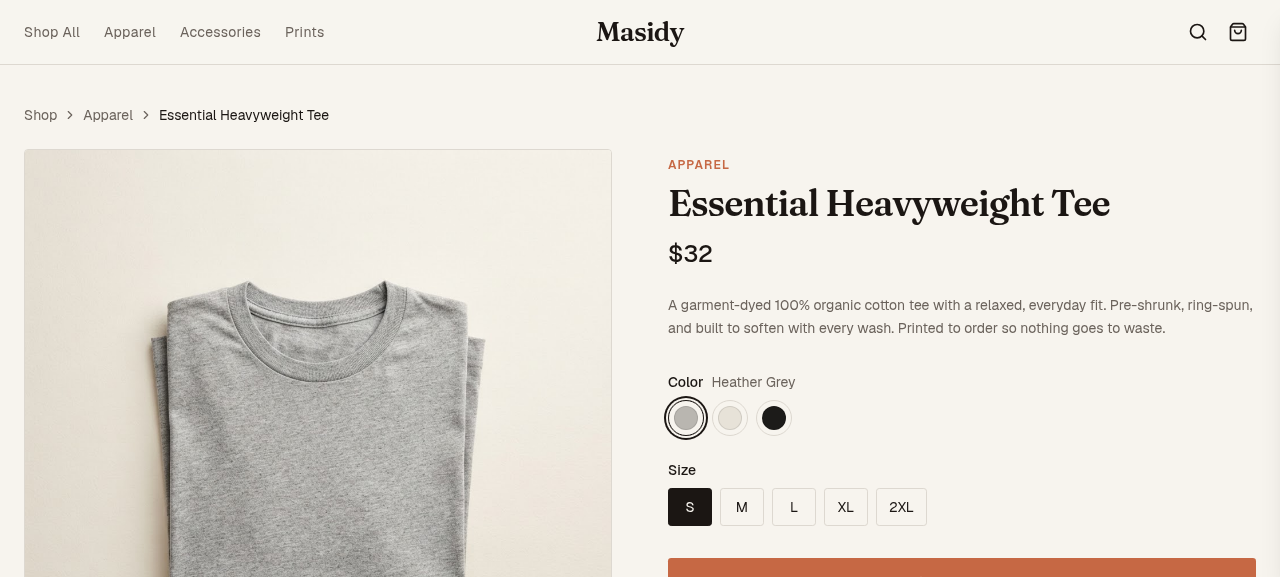 Shop All
Apparel
Accessories
Prints
Masidy
Shop
Apparel
Essential Heavyweight Tee
APPAREL
Essential Heavyweight Tee
$32
A garment-dyed 100% organic cotton tee with a relaxed, everyday fit. Pre-shrunk, ring-spun,
and built to soften with every wash. Printed to order so nothing goes to waste.
Color Heather Grey
Size
S
M
L
XL
2XL